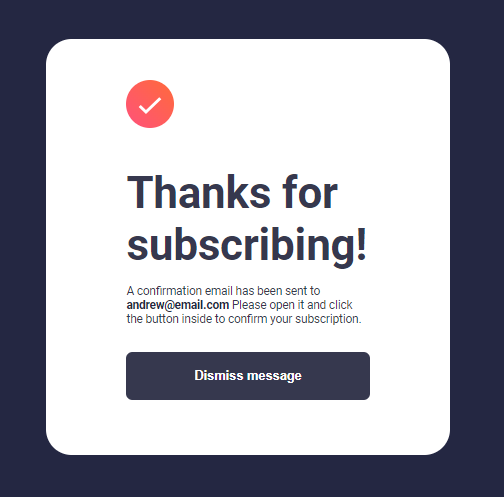 Thanks for
subscribing!
A confirmation email has been sent to
andrew@email.com Please open it and click
the button inside to confirm your subscription.
Dismiss message